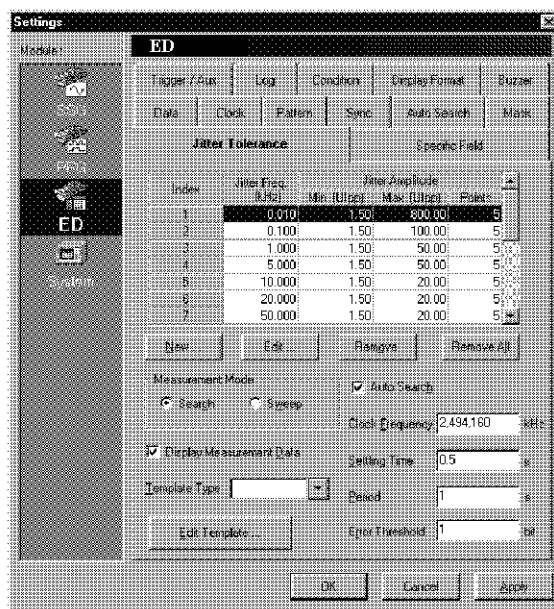 Settings
Module:
ED
SSG
PPG
ED
System
Trigger / Aux Log Condition Display Format Buzzer
Data Clock Pattern Sync Auto Search Mask
Jitter Tolerance Specific Field
Index Jitter Freq. (kHz) Jitter Amplitude
Min (UIpp) Max (UIpp) Points
1 0.010 1.50 800.00 5
2 0.100 1.50 100.00 5
3 1.000 1.50 50.00 5
4 5.000 1.50 50.00 5
5 10.000 1.50 20.00 5
6 20.000 1.50 20.00 5
7 50.000 1.50 20.00 5
New Edit Remove Remove All
Measurement Mode
Search Sweep
Auto Search
Clock Frequency 2,494,160 kHz
Display Measurement Data
Settling Time 0.5 s
Template Type
Period 1 s
Edit Template ...
Error Threshold 1 bit
OK Cancel Apply